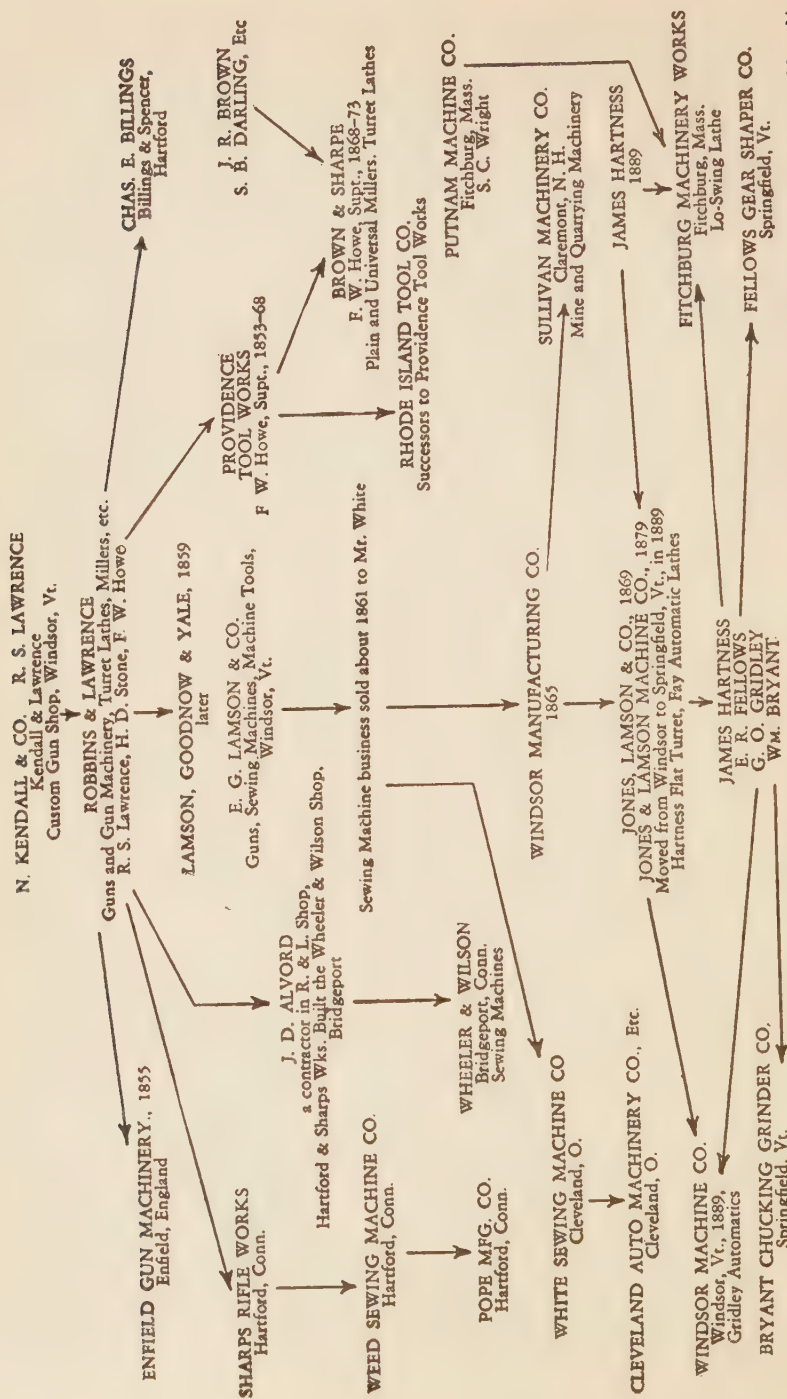 N. KENDALL & CO. R. S. LAWRENCE
Kendall & Lawrence
Custom Gun Shop, Windsor, Vt.
ROBBINS & LAWRENCE
Guns and Gun Machinery, Turret Lathes, Millers, etc.
R. S. Lawrence, H. D. Stone, F. W. Howe
ENFIELD GUN MACHINERY., 1855
Enfield, England
CHAS. E. BILLINGS
Billings & Spencer,
Hartford
SHARPS RIFLE WORKS
Hartford, Conn.
LAMSON, GOODNOW & YALE, 1859
later
PROVIDENCE
TOOL WORKS
F W. Howe, Supt., 1853-68
J. R. BROWN
S. B. DARLING, Etc
J. D. ALVORD
a contractor in R. & L. Shop,
Hartford & Sharps Wks. Built the Wheeler & Wilson Shop,
Bridgeport
E. G. LAMSON & CO.
Guns, Sewing Machines, Machine Tools,
Windsor, Vt.
BROWN & SHARPE
F. W. Howe, Supt., 1868-73
Plain and Universal Millers. Turret Lathes
WEED SEWING MACHINE CO.
Hartford, Conn.
Sewing Machine business sold about 1861 to Mr. White
RHODE ISLAND TOOL CO.
Successors to Providence Tool Works
PUTNAM MACHINE CO.
Fitchburg, Mass.
S. C. Wright
POPE MFG. CO.
Hartford, Conn.
WHEELER & WILSON
Bridgeport, Conn.
Sewing Machines
WINDSOR MANUFACTURING CO.
1865
SULLIVAN MACHINERY CO.
Claremont, N. H.
Mine and Quarrying Machinery
WHITE SEWING MACHINE CO
Cleveland, O.
JONES, LAMSON & CO., 1869
JONES & LAMSON MACHINE CO., 1879
Moved from Windsor to Springfield, Vt., in 1889
Hartness Flat Turret, Fay Automatic Lathes
JAMES HARTNESS
1889
CLEVELAND AUTO MACHINERY CO., Etc.
Cleveland, O.
FITCHBURG MACHINERY WORKS
Fitchburg, Mass.
Lo-Swing Lathe
WINDSOR MACHINE CO.
Windsor, Vt., 1889,
Gridley Automatics
JAMES HARTNESS
E. R. FELLOWS
G. O. GRIDLEY
WM. BRYANT
FELLOWS GEAR SHAPER CO.
Springfield, Vt.
BRYANT CHUCKING GRINDER CO.
Springfield, Vt.